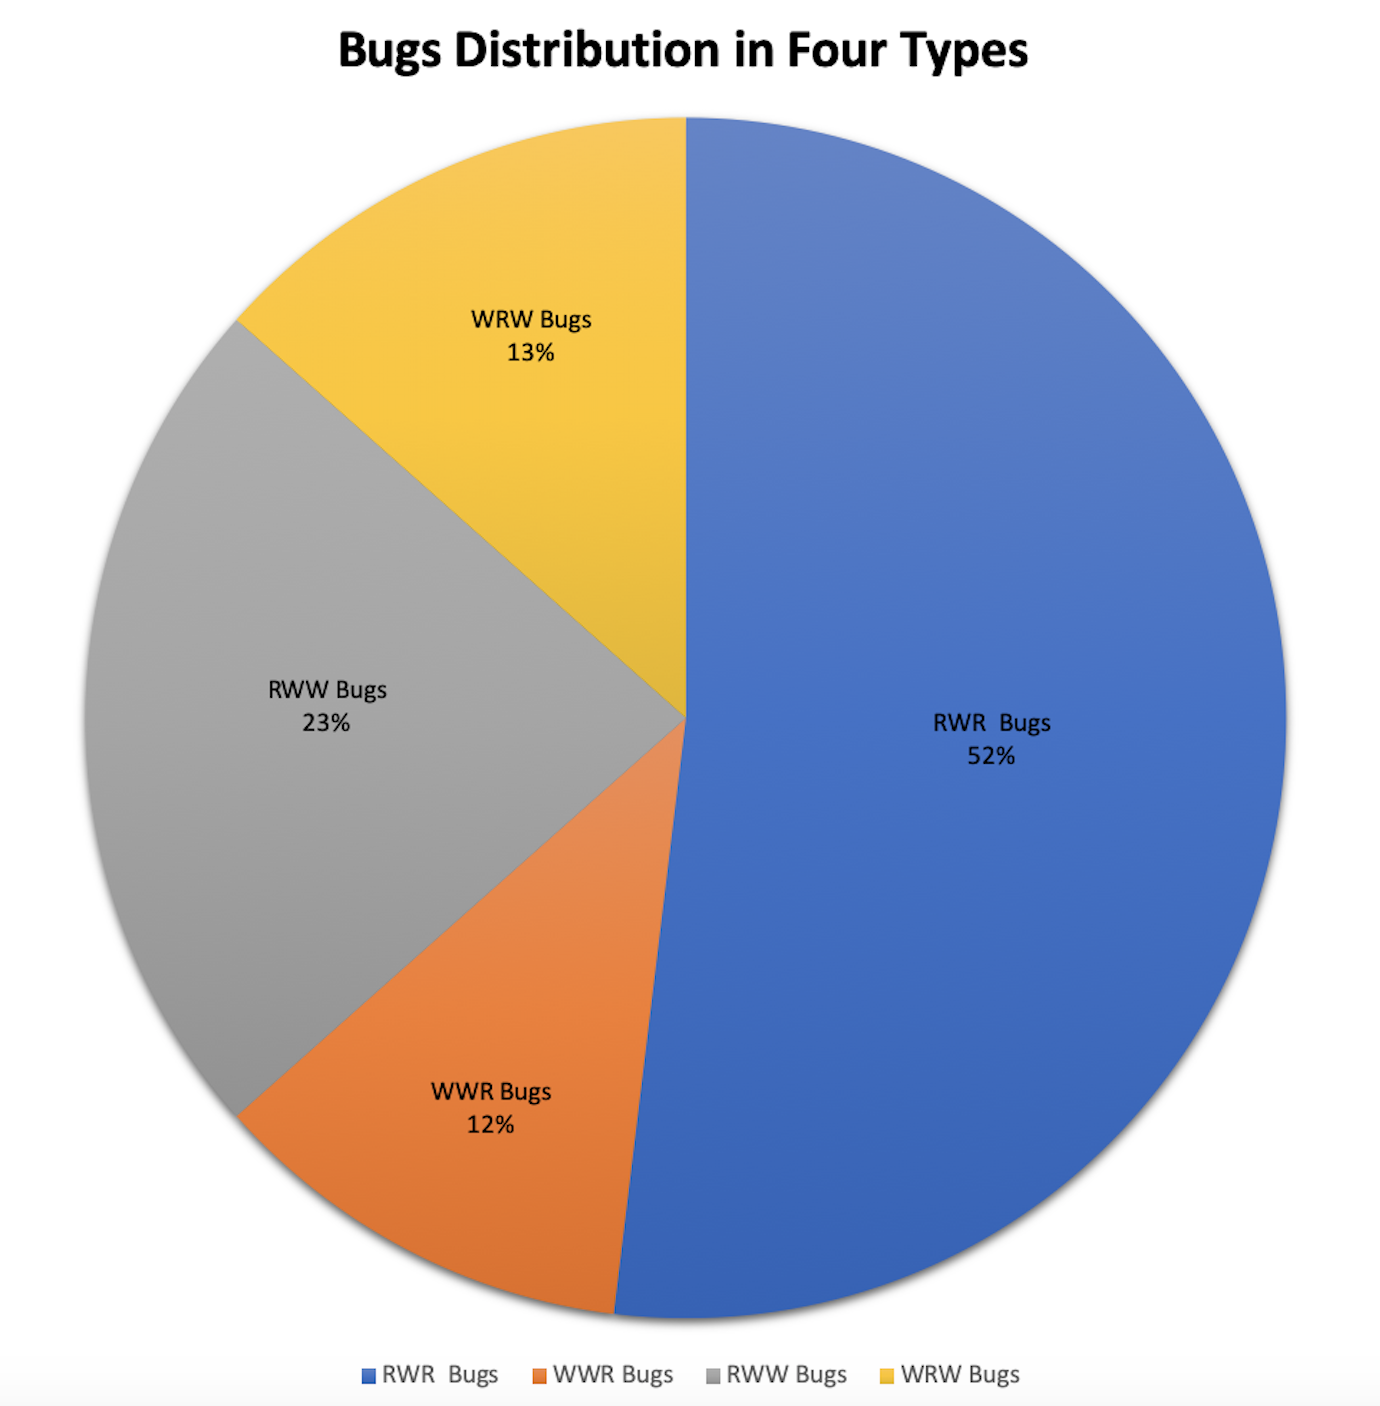 Bugs Distribution in Four Types
WRW Bugs
13%
RWW Bugs
23%
RWR  Bugs
52%
WWR Bugs
12%
RWR  Bugs WWR Bugs RWW Bugs WRW Bugs